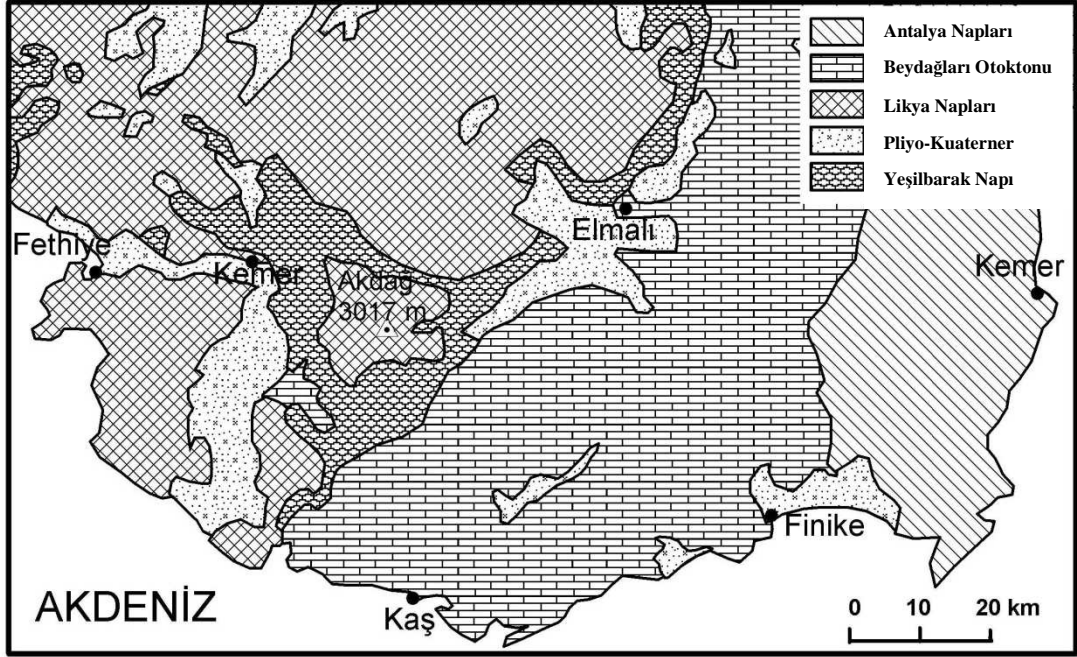 Antalya Napları
Beydağları Otoktonu
Likya Napları
Pliyo-Kuaterner
Yeşilbarak Napı
Elmalı
Fethiye
Kemer
Kemer
Akdağ
3017 m
Finike
AKDENİZ
Kaş
0 10 20 km